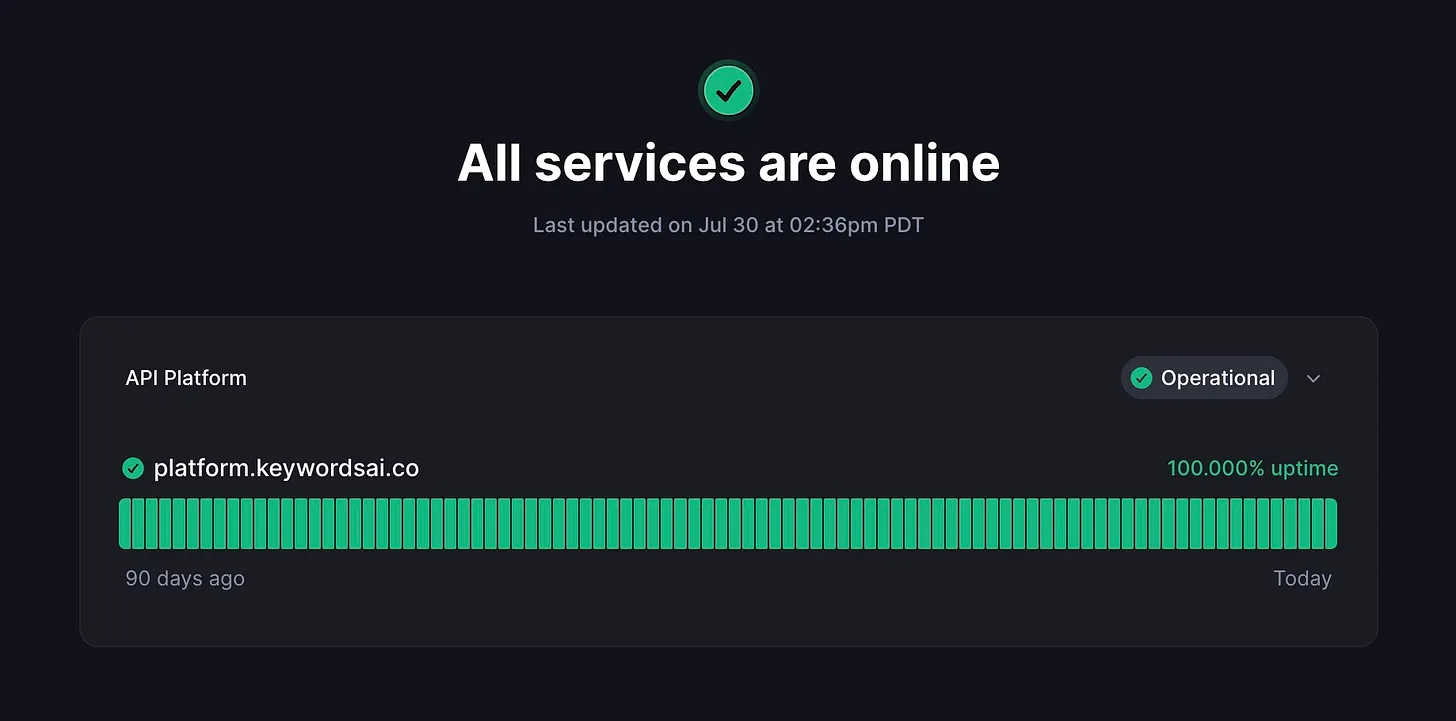 All services are online
Last updated on Jul 30 at 02:36pm PDT
API Platform
Operational
platform.keywordsai.co
100.000% uptime
90 days ago
Today